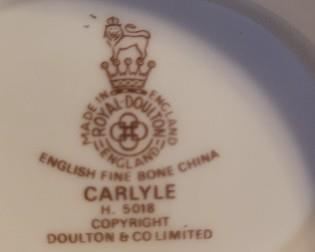 MADE IN ENGLAND
ROYAL·DOULTON
ENGLAND
ENGLISH FINE BONE CHINA
CARLYLE
H. 5018
COPYRIGHT
DOULTON & CO LIMITED